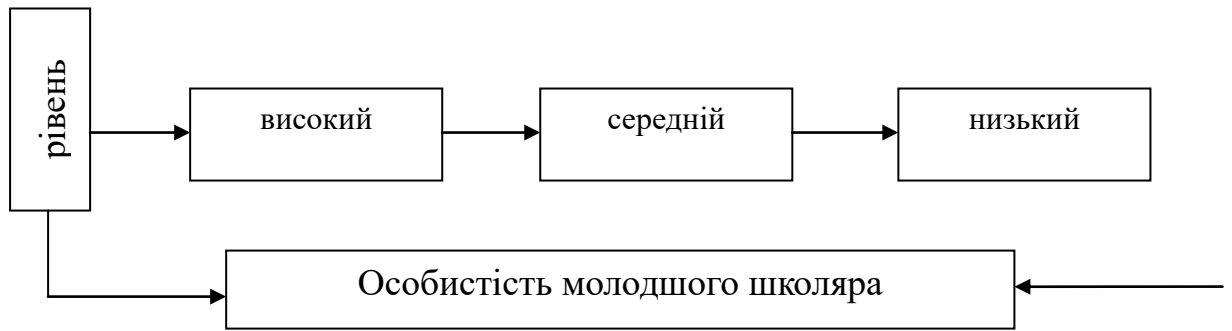 рівень
високий
середній
низький
Особистість молодшого школяра